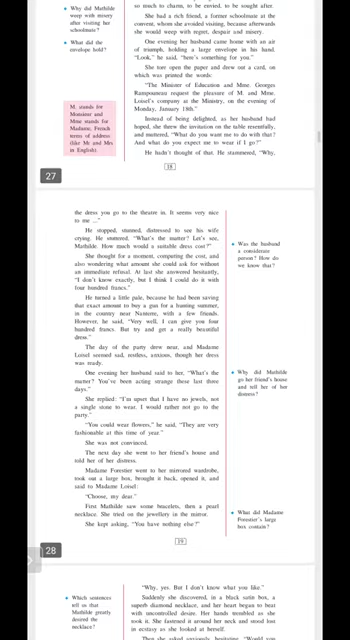 • Why did Mathilde
weep with misery
after visiting her
schoolmate?
• What did the
envelope hold?
M. stands for
Monsieur and
Mme stands for
Madame, French
terms of address
(like Mr and Mrs
in English)
so much to charm, to be envied, to be sought after.
She had a rich friend, a former schoolmate at the
convent, whom she avoided visiting, because afterwards
she would weep with regret, despair and misery.
One evening her husband came home with an air
of triumph, holding a large envelope in his hand.
"Look," he said, "here's something for you."
She tore open the paper and drew out a card, on
which was printed the words:
"The Minister of Education and Mme. Georges
Rampouneau request the pleasure of M. and Mme.
Loisel's company at the Ministry, on the evening of
Monday, January 18th."
Instead of being delighted, as her husband had
hoped, she threw the invitation on the table resentfully,
and muttered, "What do you want me to do with that?
And what do you expect me to wear if I go?"
He hadn't thought of that. He stammered, "Why,
18
27
the dress you go to the theatre in. It seems very nice
to me ..."
He stopped, stunned, distressed to see his wife
crying. He muttered, "What's the matter? Let's see,
Mathilde. How much would a suitable dress cost?"
She thought for a moment, computing the cost, and
also wondering what amount she could ask for without
an immediate refusal. At last she answered hesitantly,
"I don't know exactly, but I think I could do it with
four hundred francs."
He turned a little pale, because he had been saving
that exact amount to buy a gun for a hunting summer,
in the country near Nanterre, with a few friends.
However, he said, "Very well, I can give you four
hundred francs. But try and get a really beautiful
dress."
The day of the party drew near, and Madame
Loisel seemed sad, restless, anxious, though her dress
was ready.
One evening her husband said to her, "What's the
matter? You've been acting strange these last three
days."
She replied: "I'm upset that I have no jewels, not
a single stone to wear. I would rather not go to the
party."
"You could wear flowers," he said, "They are very
fashionable at this time of year."
She was not convinced.
The next day she went to her friend's house and
told her of her distress.
Madame Forestier went to her mirrored wardrobe,
took out a large box, brought it back, opened it, and
said to Madame Loisel:
"Choose, my dear."
First Mathilde saw some bracelets, then a pearl
necklace. She tried on the jewellery in the mirror.
She kept asking, "You have nothing else?"
• Was the husband
a considerate
person? How do
we know that?
• Why did Mathilde
go her friend's house
and tell her of her
distress?
• What did Madame
Forestier's large
box contain?
19
28
• Which sentences
tell us that
Mathilde greatly
desired the
necklace?
"Why, yes. But I don't know what you like."
Suddenly she discovered, in a black satin box, a
superb diamond necklace, and her heart began to beat
with uncontrolled desire. Her hands trembled as she
took it. She fastened it around her neck and stood lost
in ecstasy as she looked at herself.
Then she asked anxiously, hesitating, "Would you